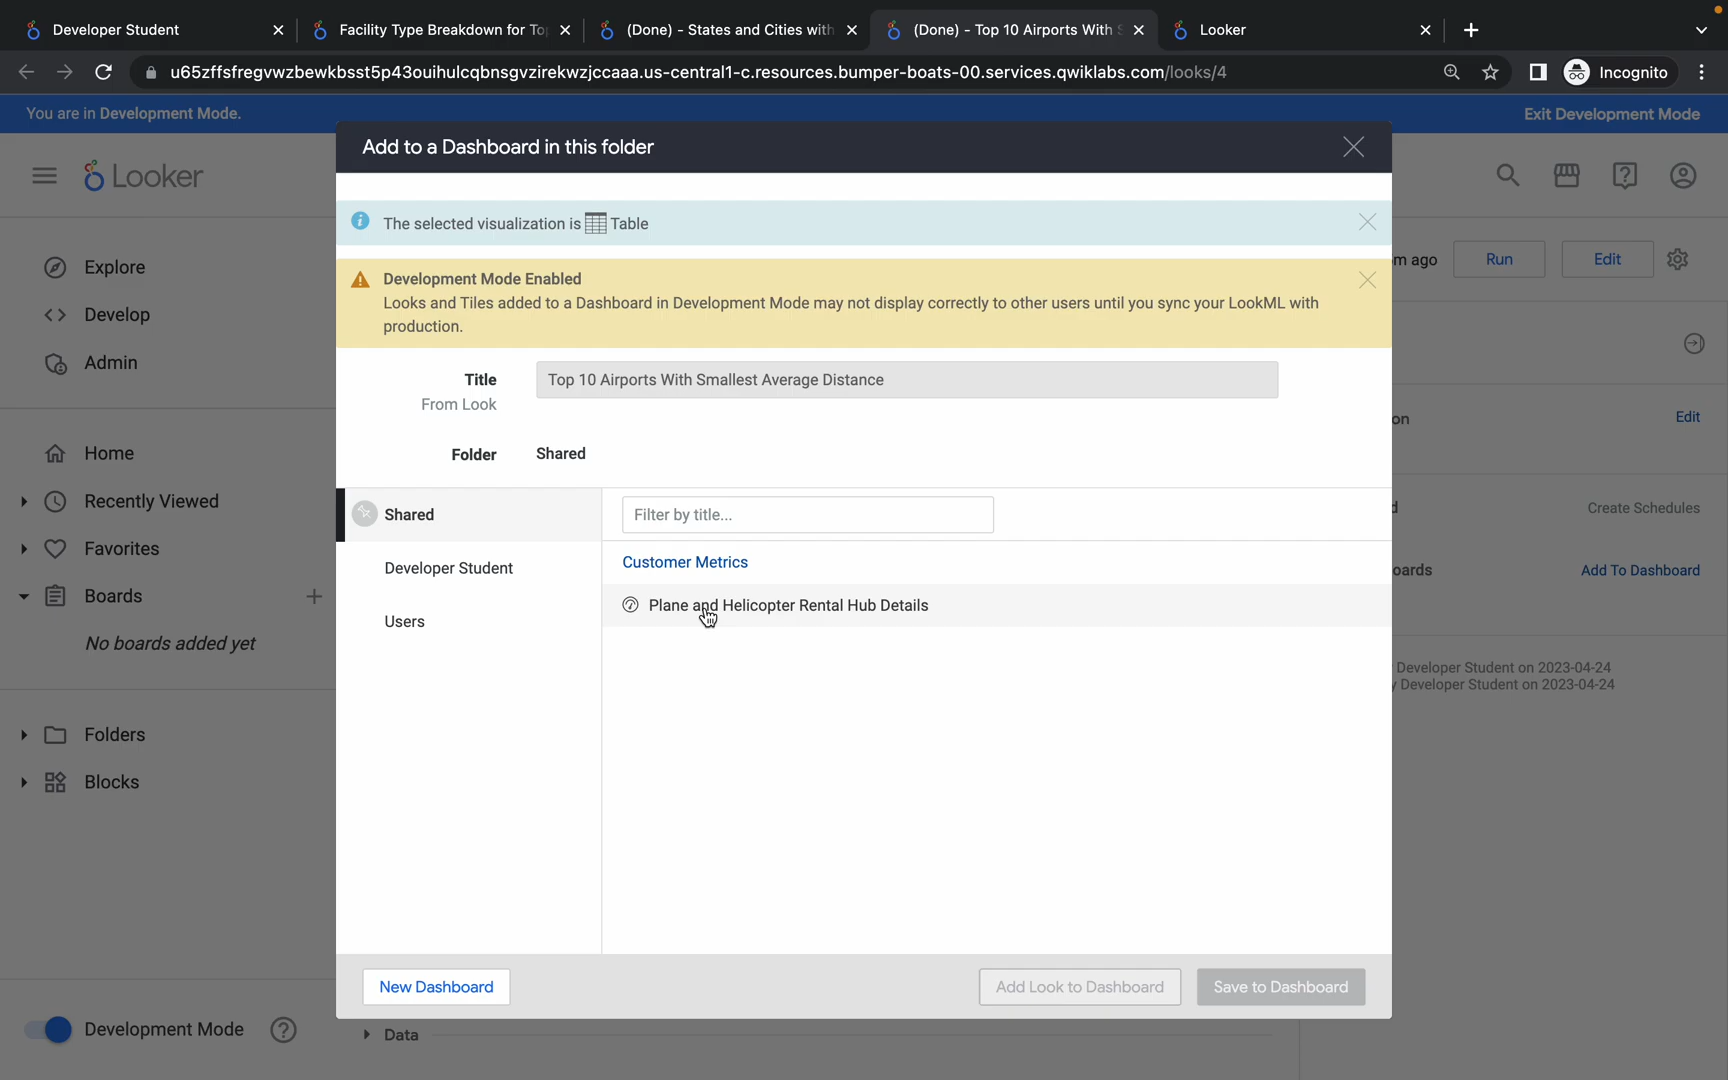 Developer Student
Facility Type Breakdown for To
(Done) - States and Cities with
(Done) - Top 10 Airports With S
Looker
u65zffsfregvwzbewkbsst5p43ouihulcqbnsgvzirekwzjccaaa.us-central1-c.resources.bumper-boats-00.services.qwiklabs.com/looks/4
Incognito
You are in Development Mode.
Exit Development Mode
Add to a Dashboard in this folder
Looker
The selected visualization is Table
Explore
Develop
Admin
Development Mode Enabled
Looks and Tiles added to a Dashboard in Development Mode may not display correctly to other users until you sync your LookML with
production.
m ago
Run
Edit
Title
From Look
Top 10 Airports With Smallest Average Distance
on
Edit
Folder
Shared
Home
Recently Viewed
Favorites
Boards
No boards added yet
Folders
Blocks
Shared
Developer Student
Users
Filter by title...
Customer Metrics
Plane and Helicopter Rental Hub Details
d
Create Schedules
oards
Add To Dashboard
Developer Student on 2023-04-24
y Developer Student on 2023-04-24
New Dashboard
Add Look to Dashboard
Save to Dashboard
Development Mode
Data